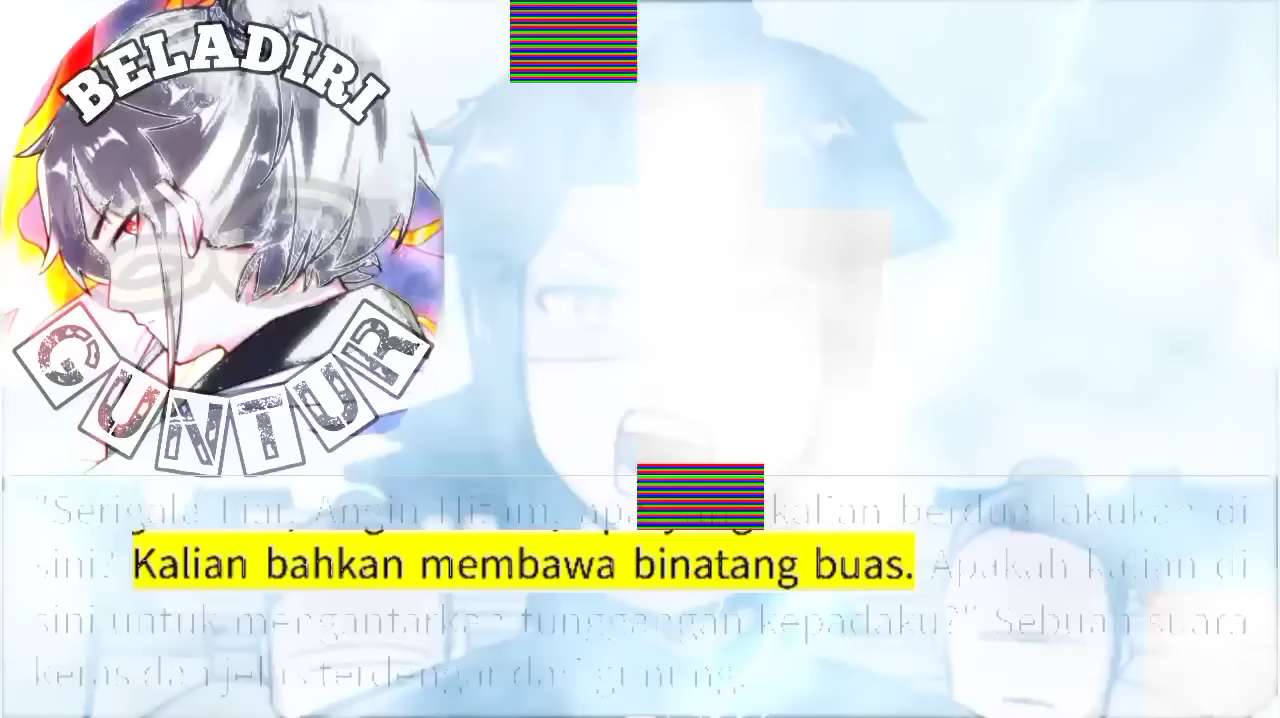 BELADIRI
GUNTUR
"Serigala Liar, Angin Hitam, apa yang kalian berdua lakukan di
sini? Kalian bahkan membawa binatang buas. Apakah kalian di
sini untuk mengantarkan tunggangan kepadaku?" Sebuah suara
keras dan jelas terdengar dari gunung.